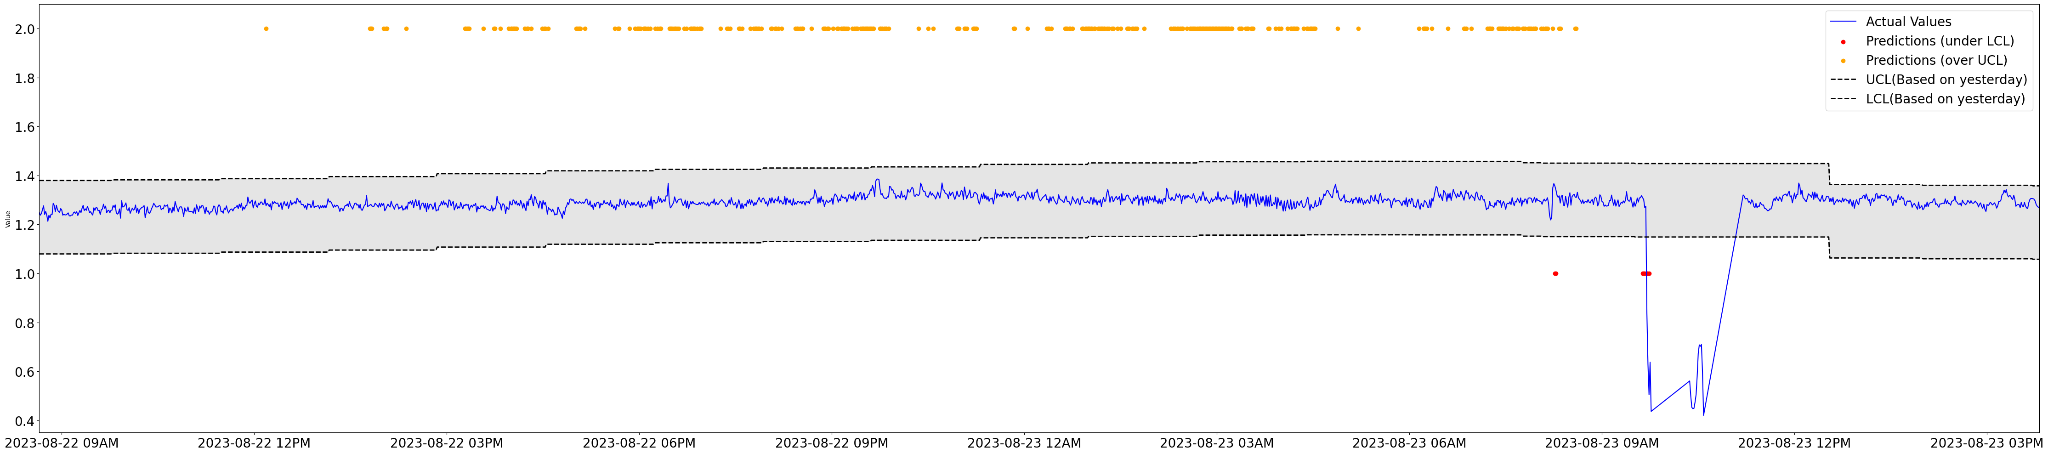 2.0
1.8
1.6
1.4
1.2
1.0
0.8
0.6
0.4
value
Actual Values
Predictions (under LCL)
Predictions (over UCL)
UCL(Based on yesterday)
LCL(Based on yesterday)
2023-08-22 09AM
2023-08-22 12PM
2023-08-22 03PM
2023-08-22 06PM
2023-08-22 09PM
2023-08-23 12AM
2023-08-23 03AM
2023-08-23 06AM
2023-08-23 09AM
2023-08-23 12PM
2023-08-23 03PM